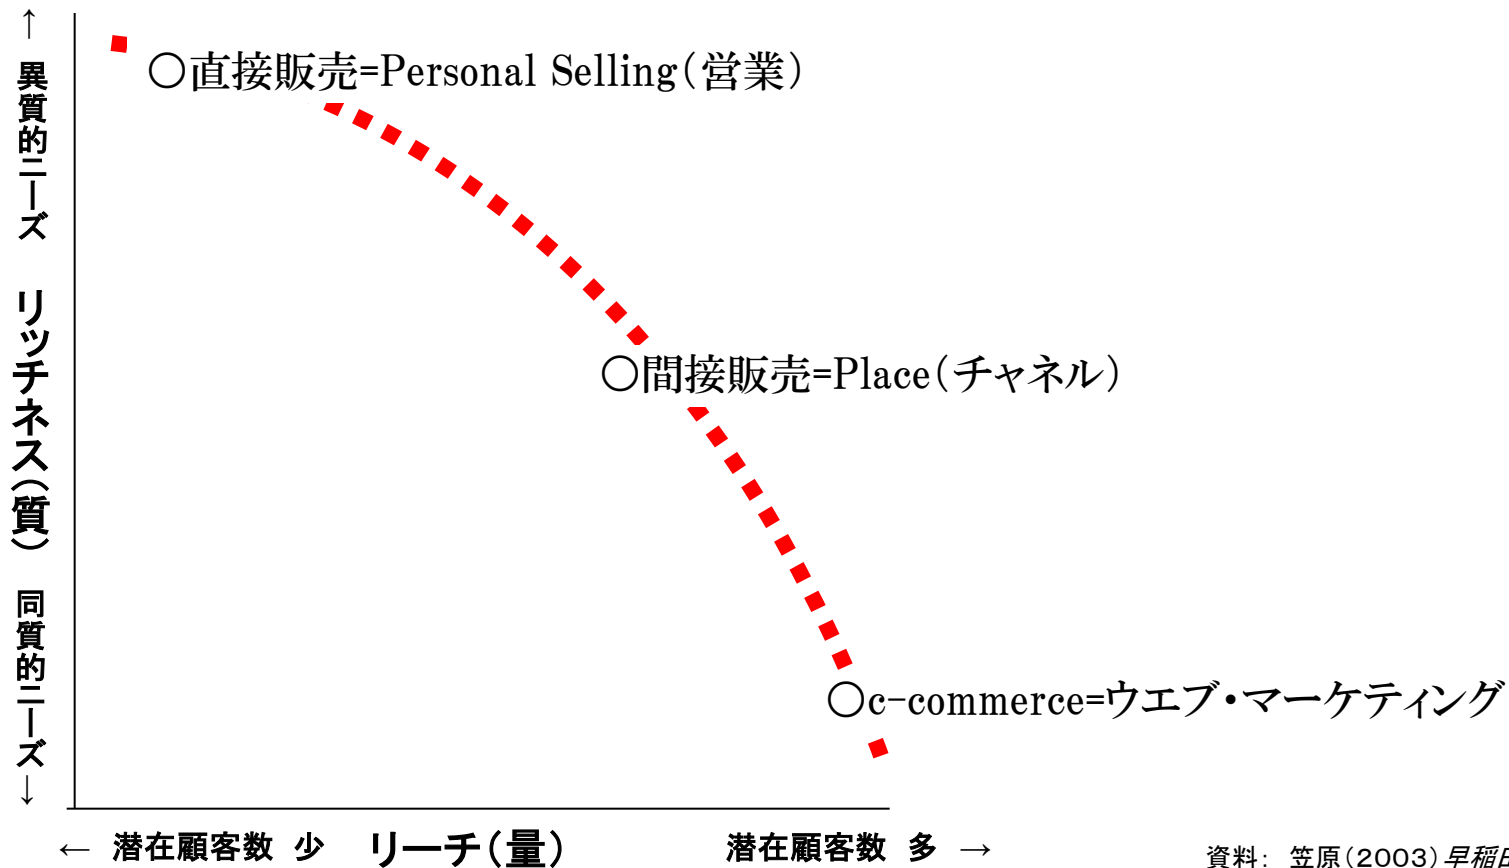 ↑ 異質的ニーズ リッチネス(質) 同質的ニーズ ↓
○直接販売=Personal Selling(営業)
○間接販売=Place(チャネル)
○c-commerce=ウエブ・マーケティング
← 潜在顧客数 少 リーチ(量) 潜在顧客数 多 →
資料: 笠原(2003)早稲